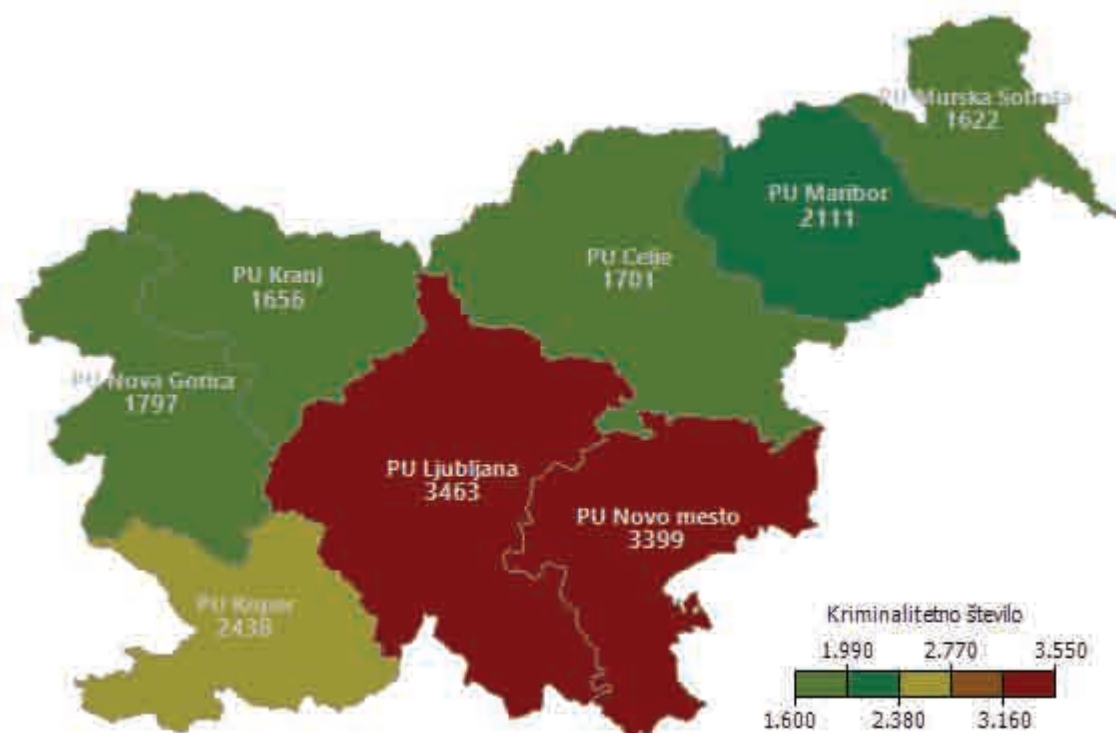 PU Murska Sobota
1622
PU Maribor
2111
PU Celje
1701
PU Kranj
1656
PU Nova Gorica
1797
PU Ljubljana
3463
PU Novo mesto
3399
PU Koper
2438
Kriminalitetno število
1.990 2.770 3.550
1.600 2.380 3.160